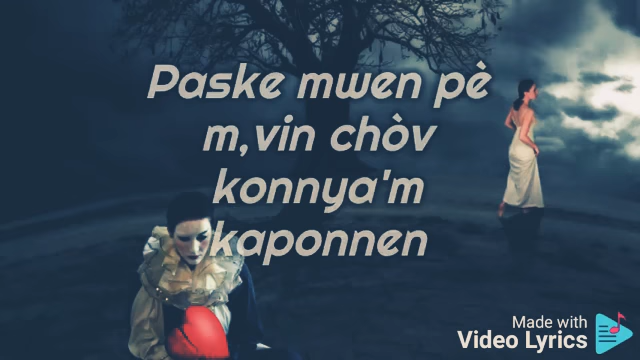 Paske mwen pè
m,vin chòv
konnya'm
kaponnen
Made with
Video Lyrics